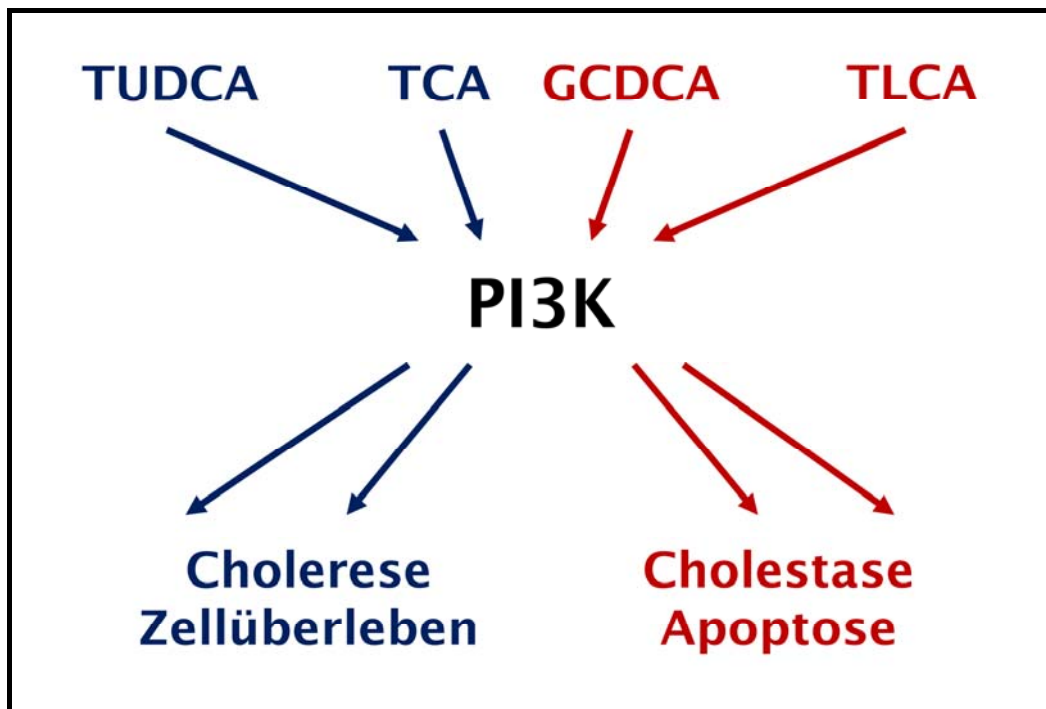 TUDCA TCA GCDCA TLCA
PI3K
Cholerese Cholestase
Zellüberleben Apoptose